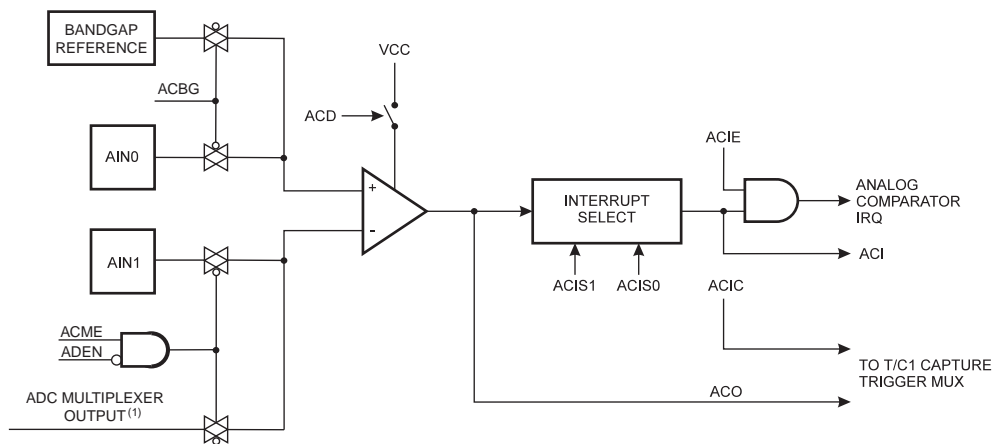 BANDGAP
REFERENCE
ACBG
AIN0
AIN1
ACME
ADEN
ADC MULTIPLEXER
OUTPUT(1)
VCC
ACD
+
-
INTERRUPT
SELECT
ACIS1 ACIS0
ACIE
ANALOG
COMPARATOR
IRQ
ACI
ACIC
TO T/C1 CAPTURE
TRIGGER MUX
ACO